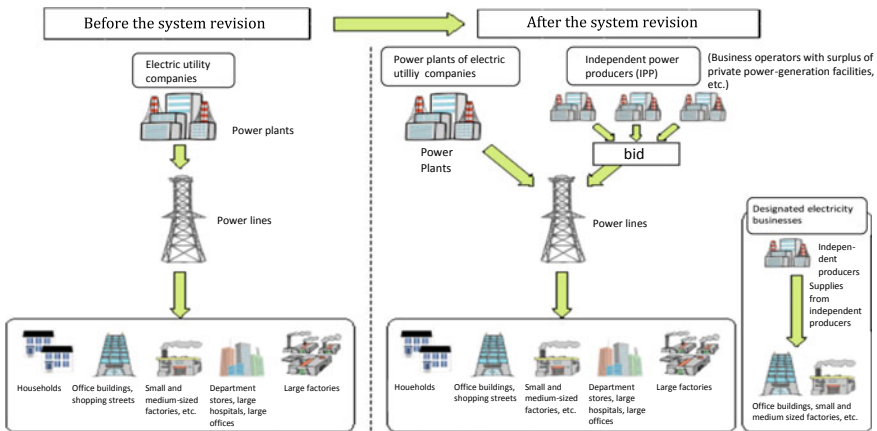 Before the system revision
After the system revision
Electric utility
companies
Power plants
Power lines
Households
Office buildings,
shopping streets
Small and
medium-sized
factories, etc.
Department
stores, large
hospitals, large
offices
Large factories
Power plants of electric
utilliy companies
Independent power
producers (IPP)
(Business operators with surplus of
private power-generation facilities,
etc.)
Power
Plants
bid
Power lines
Households
Office buildings,
shopping streets
Small and
medium-sized
factories, etc.
Department
stores, large
hospitals, large
offices
Large factories
Designated electricity
businesses
Indepen-
dent
producers
Supplies
from
independent
producers
Office buildings, small and
medium sized factories, etc.